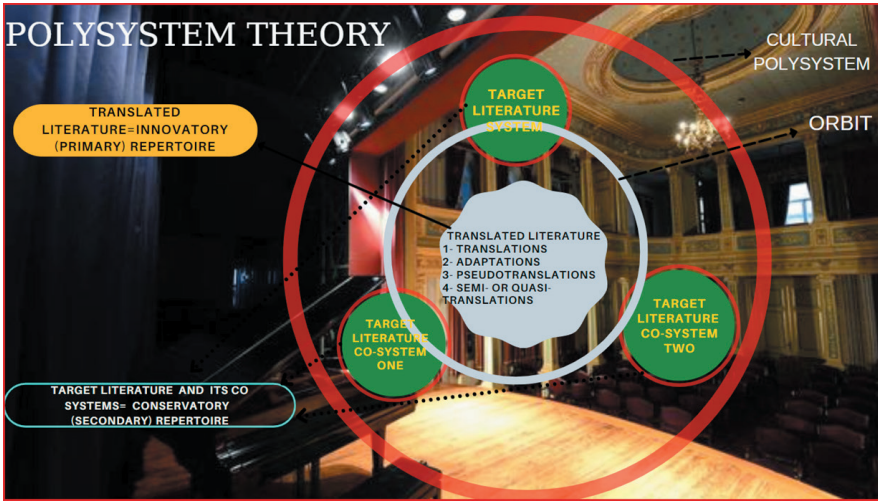 POLYSYSTEM THEORY
CULTURAL
POLYSYSTEM
TRANSLATED
LITERATURE=INNOVATORY
(PRIMARY) REPERTOIRE
TARGET
LITERATURE
SYSTEM
ORBIT
TRANSLATED LITERATURE
1- TRANSLATIONS
2- ADAPTATIONS
3- PSEUDOTRANSLATIONS
4- SEMI- OR QUASI-
TRANSLATIONS
TARGET
LITERATURE
CO-SYSTEM
ONE
TARGET
LITERATURE
CO-SYSTEM
TWO
TARGET LITERATURE AND ITS CO
SYSTEMS= CONSERVATORY
(SECONDARY) REPERTOIRE